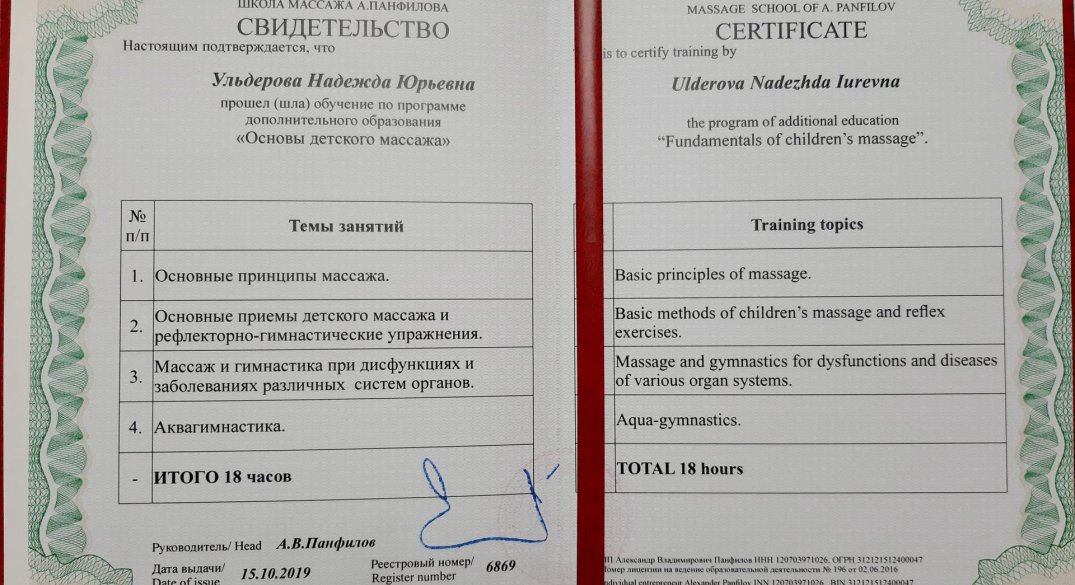 ШКОЛА МАССАЖА А.ПАНФИЛОВА
СВИДЕТЕЛЬСТВО
Настоящим подтверждается, что
Ульдерова Надежда Юрьевна
прошел (шла) обучение по программе
дополнительного образования
«Основы детского массажа»
№
п/п
Темы занятий
1. Основные принципы массажа.
2. Основные приемы детского массажа и
рефлекторно-гимнастические упражнения.
3. Массаж и гимнастика при дисфункциях и
заболеваниях различных систем органов.
4. Аквагимнастика.
- ИТОГО 18 часов
Руководитель/ Head А.В.Панфилов
Дата выдачи/
Date of issue
15.10.2019
Реестровый номер/
Register number
6869
MASSAGE SCHOOL OF A. PANFILOV
CERTIFICATE
is to certify training by
Ulderova Nadezhda Iurevna
the program of additional education
“Fundamentals of children’s massage”.
Training topics
Basic principles of massage.
Basic methods of children’s massage and reflex
exercises.
Massage and gymnastics for dysfunctions and diseases
of various organ systems.
Aqua-gymnastics.
TOTAL 18 hours
Александр Владимирович Панфилов ИНН 120703971026, ОГРН 312121512400047
Номер лицензии на ведение образовательной деятельности № 196 от 02.06.2016
ndividual entrepreneur Alexander Panfilov INN 120703971026, BIN 312121512400047